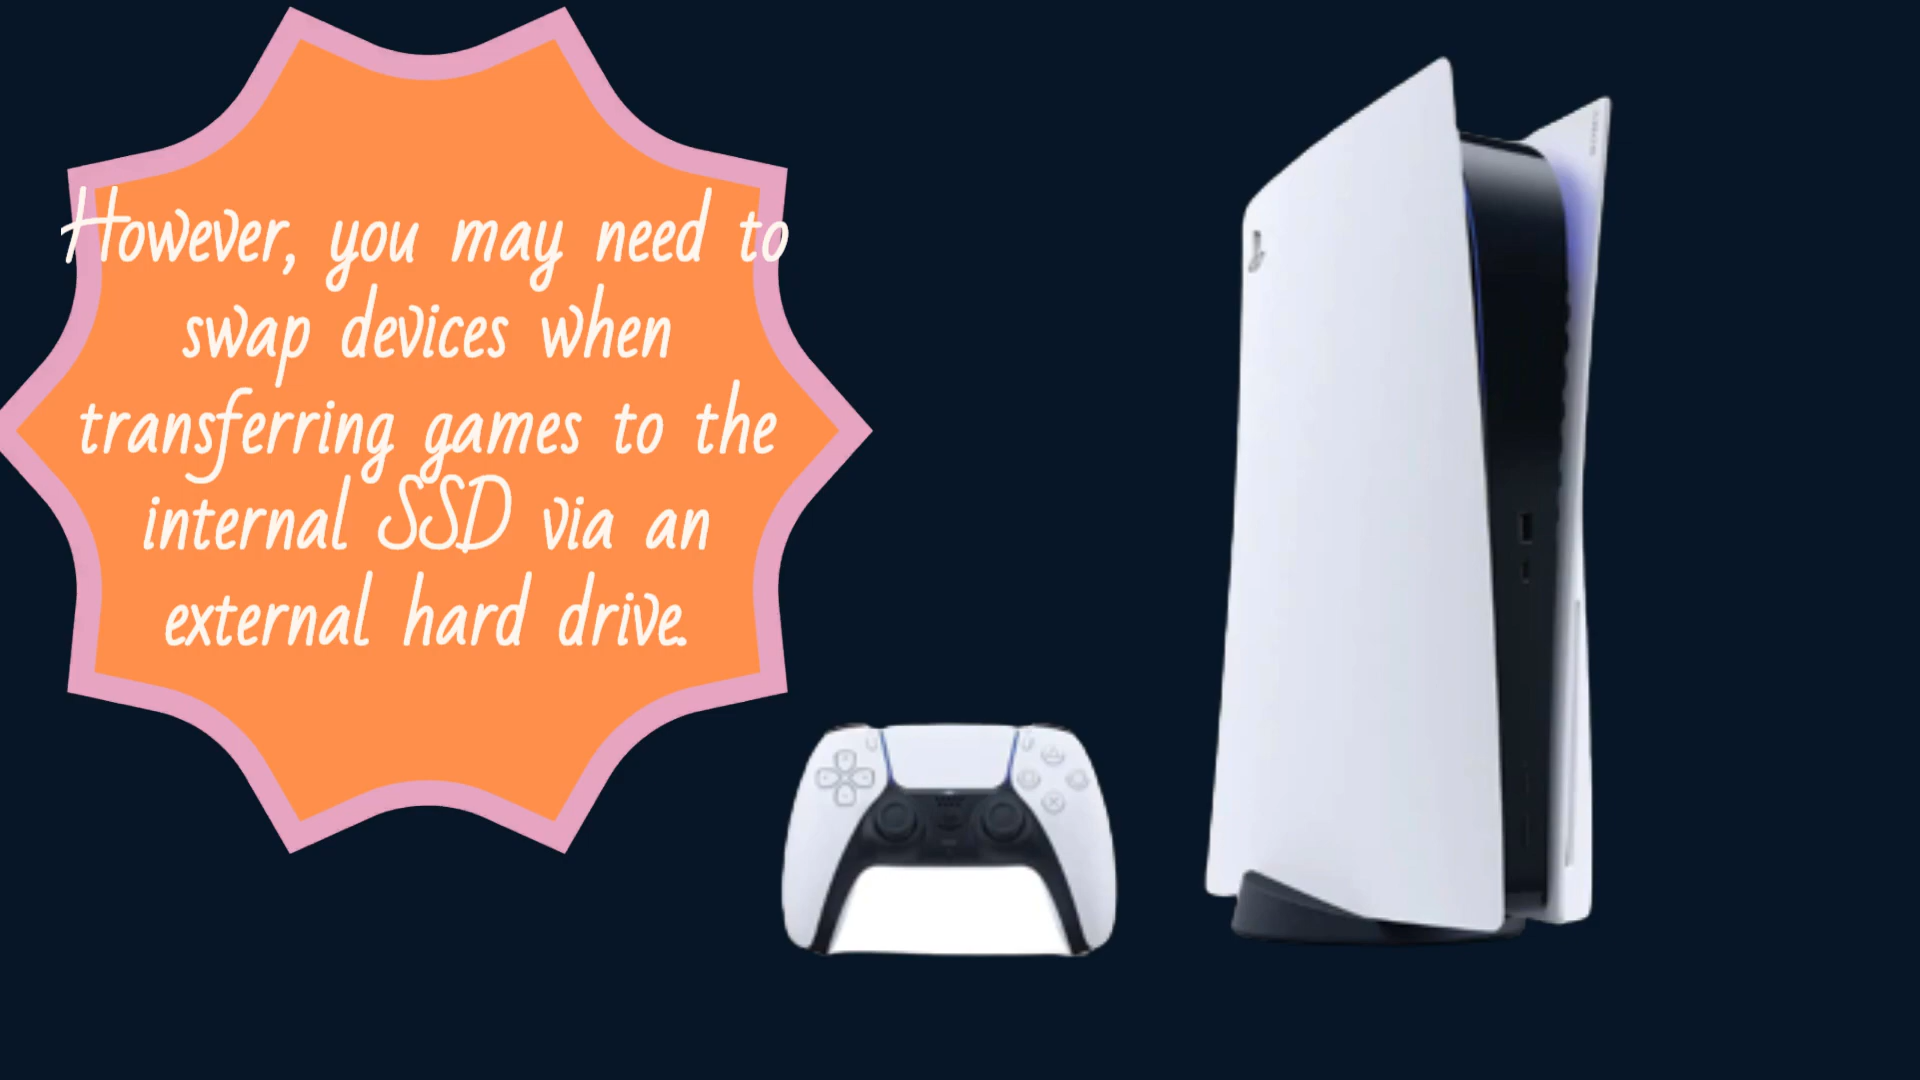 However, you may need to
swap devices when
transferring games to the
internal SSD via an
external hard drive.